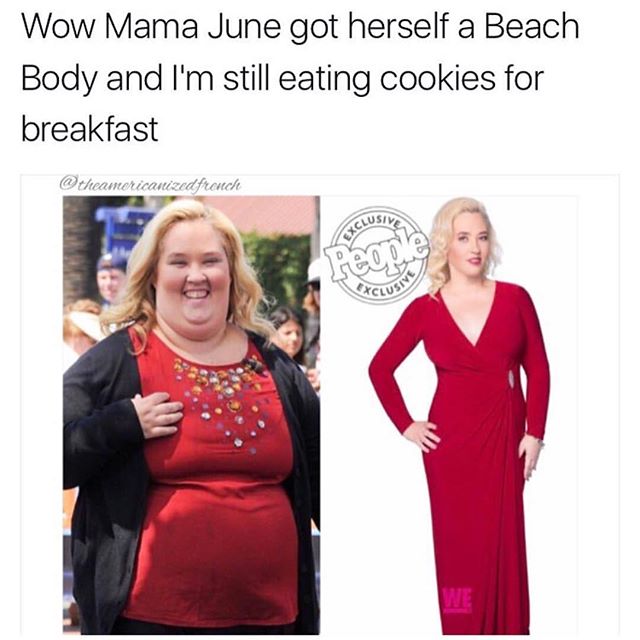 Wow Mama June got herself a Beach
Body and I'm still eating cookies for
breakfast
@theamericanizedfrench
EXCLUSIVE
People
EXCLUSIVE
WE